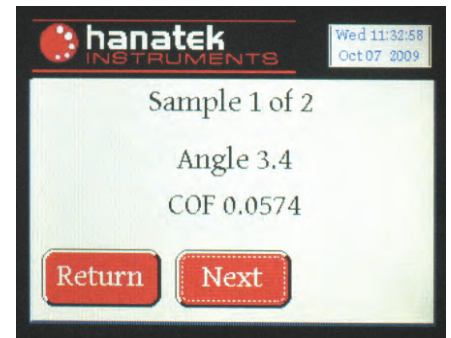 hanatek
INSTRUMENTS
Wed 11:32:58
Oct 07 2009
Sample 1 of 2
Angle 3.4
COF 0.0574
Return
Next